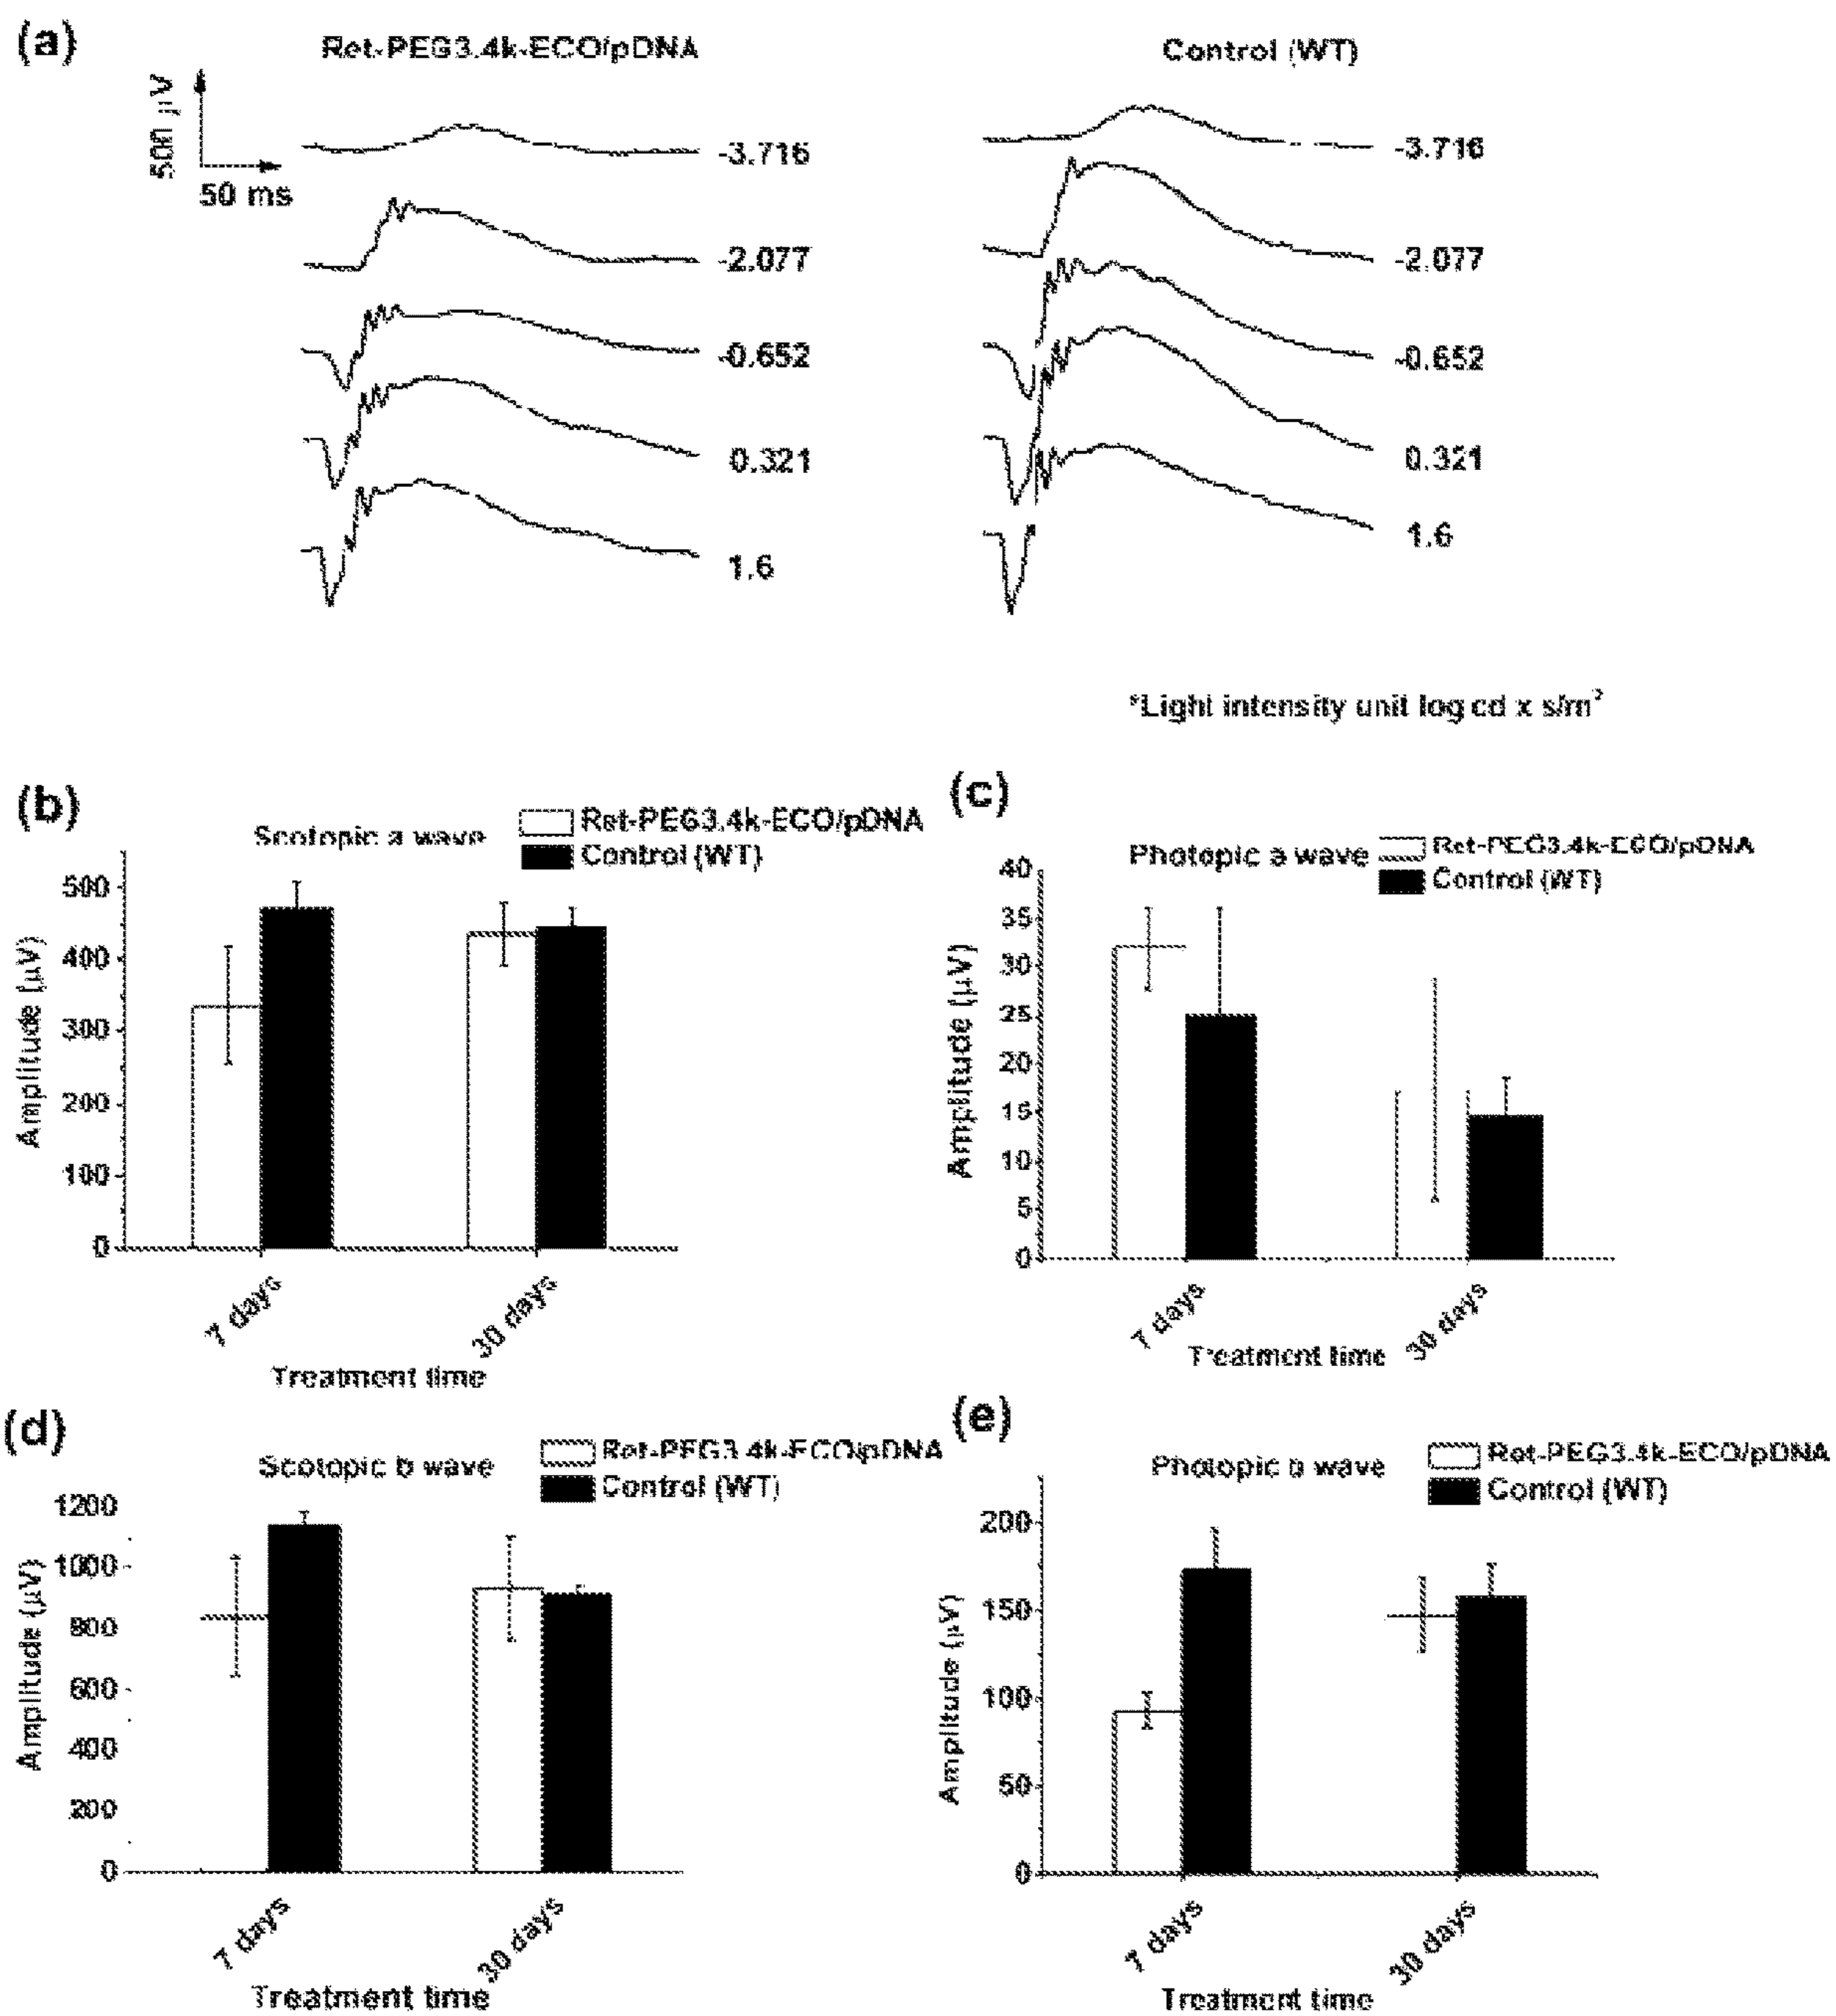 (a)
Ret-PEG3.4k-ECO/pDNA
Control (WT)
500 µV
50 ms
-3.716
-2.077
-0.652
0.321
1.6
-3.716
-2.077
-0.652
0.321
1.6
*Light intensity unit log cd x s/m²
(b)
Scotopic a wave
Ret-PEG3.4k-ECO/pDNA
Control (WT)
Amplitude (µV)
500
400
300
200
100
0
7 days
30 days
Treatment time
(c)
Photopic a wave
Ret-PEG3.4k-ECO/pDNA
Control (WT)
Amplitude (µV)
40
35
30
25
20
15
10
5
0
7 days
30 days
Treatment time
(d)
Scotopic b wave
Ret-PEG3.4k-ECO/pDNA
Control (WT)
Amplitude (µV)
1200
1000
800
600
400
200
0
7 days
30 days
Treatment time
(e)
Photopic b wave
Ret-PEG3.4k-ECO/pDNA
Control (WT)
Amplitude (µV)
200
150
100
50
0
7 days
30 days
Treatment time